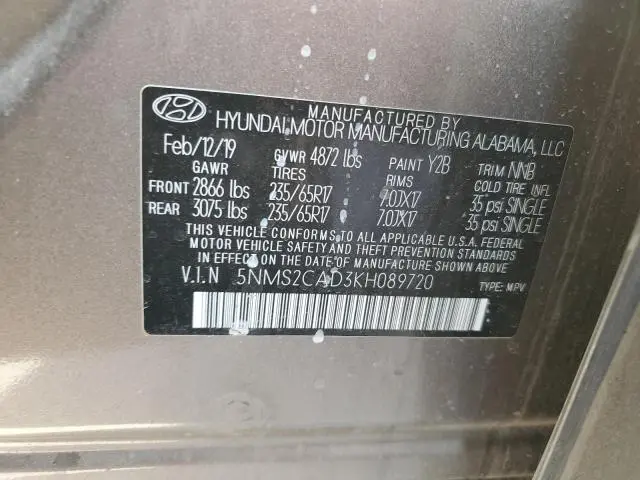 MANUFACTURED BY
HYUNDAI MOTOR MANUFACTURING ALABAMA, LLC
Feb/12/19 GVWR 4872 lbs PAINT Y2B TRIM NNB
GAWR TIRES RIMS COLD TIRE INFL
FRONT 2866 lbs 235/65R17 7.0JX17 35 psi SINGLE
REAR 3075 lbs 235/65R17 7.0JX17 35 psi SINGLE
THIS VEHICLE CONFORMS TO ALL APPLICABLE U.S.A. FEDERAL
MOTOR VEHICLE SAFETY AND THEFT PREVENTION STANDARDS
IN EFFECT ON THE DATE OF MANUFACTURE SHOWN ABOVE.
V.I.N 5NMS2CAD3KH089720
TYPE: MPV